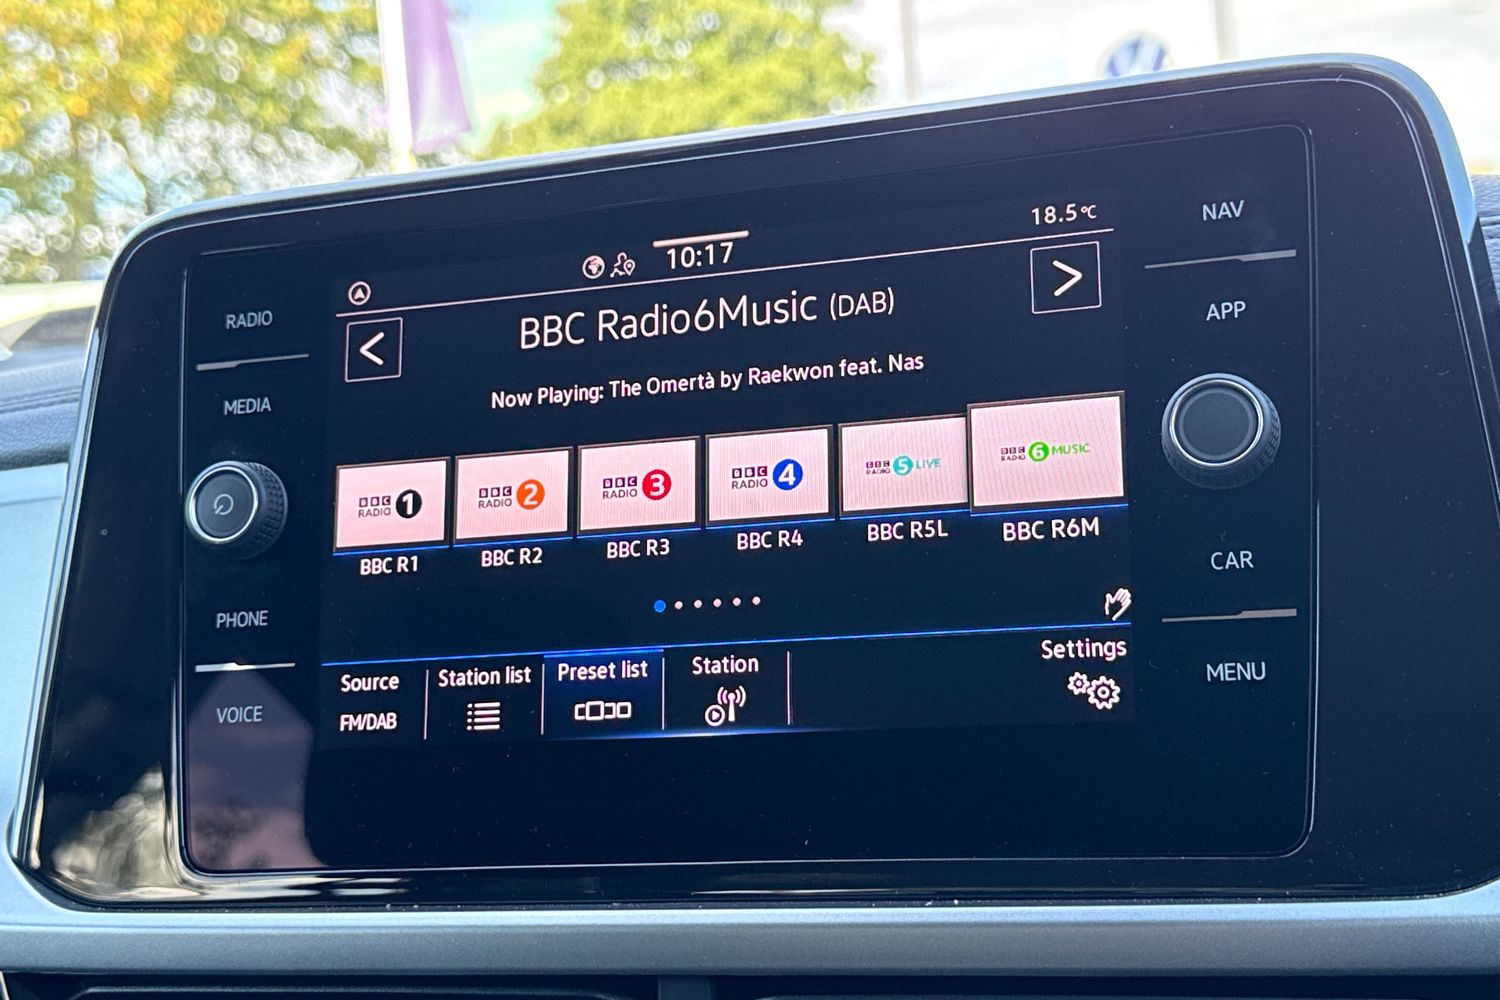 18.5°C
10:17
NAV
RADIO
BBC Radio6Music (DAB)
APP
Now Playing: The Omertà by Raekwon feat. Nas
MEDIA
BBC RADIO 1
BBC RADIO 2
BBC RADIO 3
BBC RADIO 4
BBC RADIO 5 LIVE
BBC RADIO 6 MUSIC
BBC R1
BBC R2
BBC R3
BBC R4
BBC R5L
BBC R6M
CAR
PHONE
Source
FM/DAB
Station list
Preset list
Station
Settings
MENU
VOICE